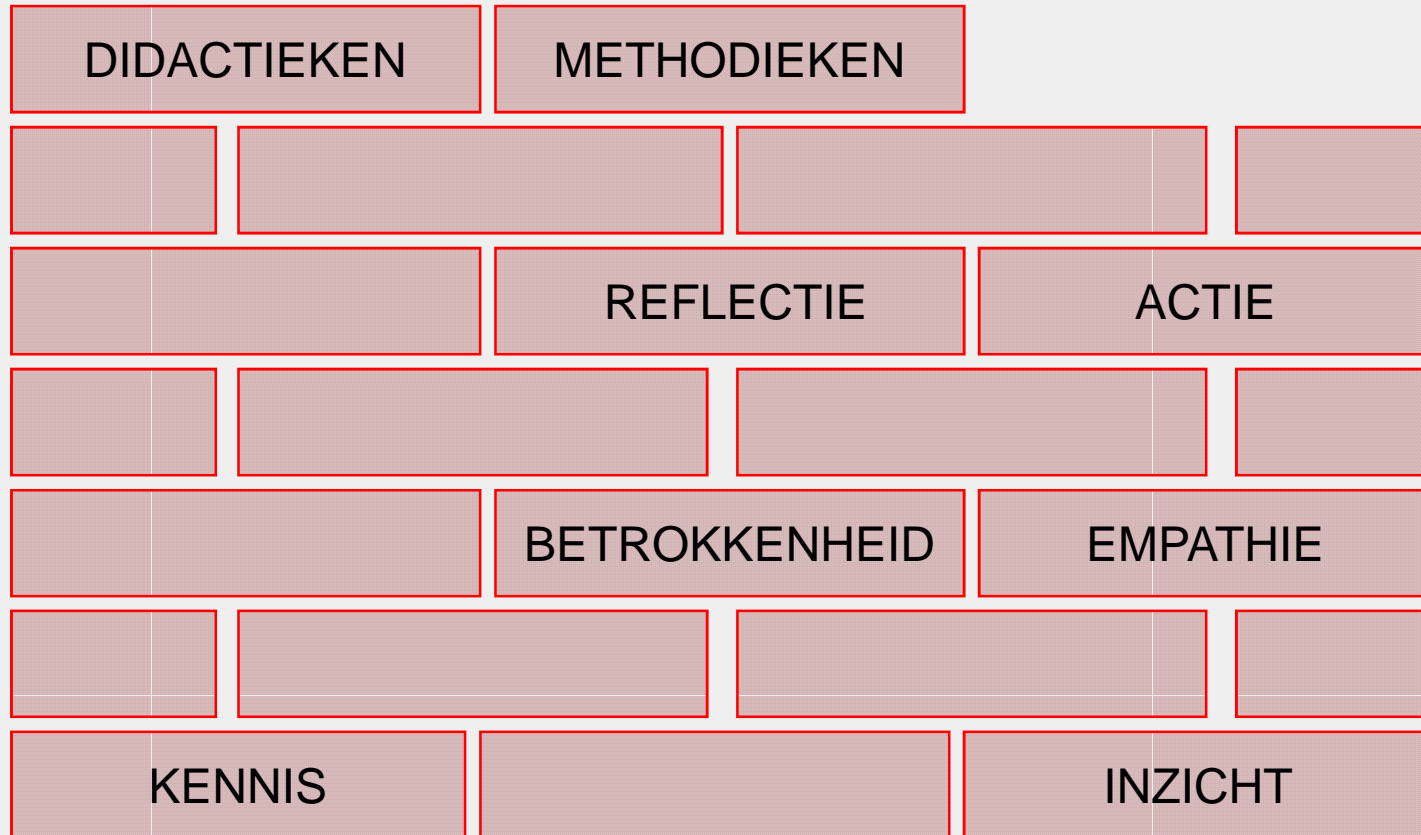 DIDACTIEKEN METHODIEKEN
REFLECTIE ACTIE
BETROKKENHEID EMPATHIE
KENNIS INZICHT